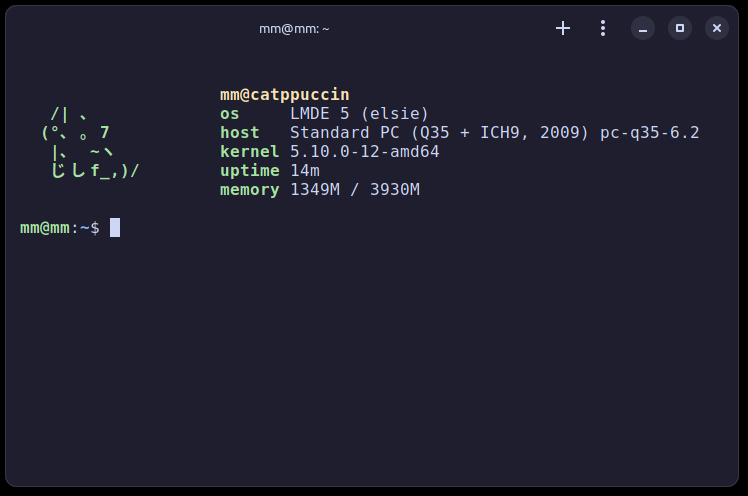 mm@mm: ~
mm@catppuccin
/| 、 os LMDE 5 (elsie)
(°、 。7 host Standard PC (Q35 + ICH9, 2009) pc-q35-6.2
|、 ~ヽ kernel 5.10.0-12-amd64
じしf_,)/ uptime 14m
memory 1349M / 3930M
mm@mm:~$